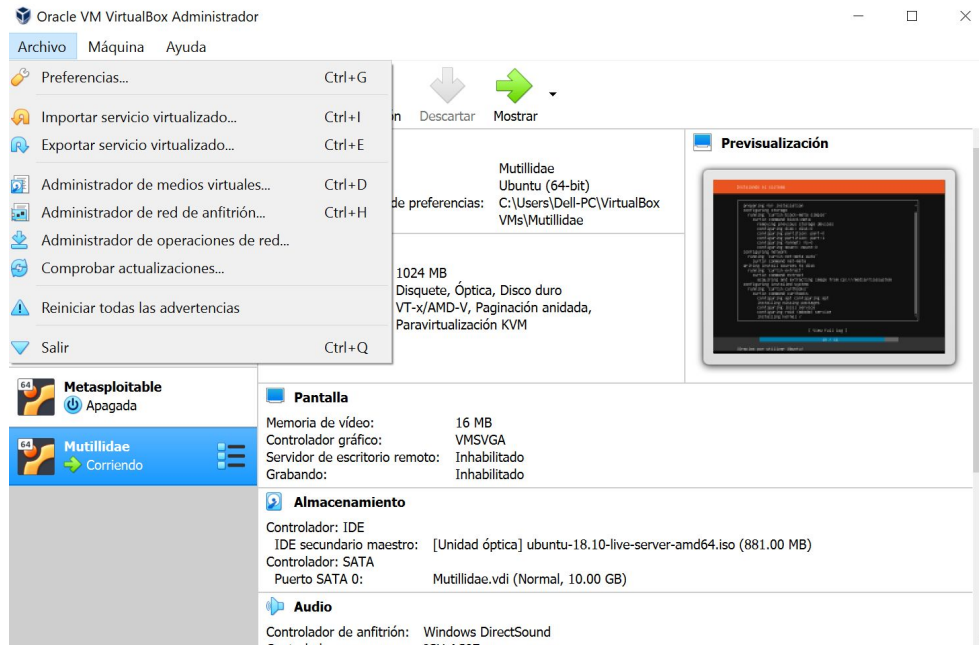 Oracle VM VirtualBox Administrador
Archivo Máquina Ayuda
Preferencias... Ctrl+G
Importar servicio virtualizado... Ctrl+I
Exportar servicio virtualizado... Ctrl+E
Administrador de medios virtuales... Ctrl+D
Administrador de red de anfitrión... Ctrl+H
Administrador de operaciones de red...
Comprobar actualizaciones...
Reiniciar todas las advertencias
Salir Ctrl+Q
Descartar Mostrar
Mutillidae
Ubuntu (64-bit)
de preferencias: C:\Users\Dell-PC\VirtualBox
VMs\Mutillidae
1024 MB
Disquete, Óptica, Disco duro
VT-x/AMD-V, Paginación anidada,
Paravirtualización KVM
Previsualización
64
Metasploitable
Apagada
64
Mutillidae
Corriendo
Pantalla
Memoria de vídeo: 16 MB
Controlador gráfico: VMSVGA
Servidor de escritorio remoto: Inhabilitado
Grabando: Inhabilitado
Almacenamiento
Controlador: IDE
IDE secundario maestro: [Unidad óptica] ubuntu-18.10-live-server-amd64.iso (881.00 MB)
Controlador: SATA
Puerto SATA 0: Mutillidae.vdi (Normal, 10.00 GB)
Audio
Controlador de anfitrión: Windows DirectSound